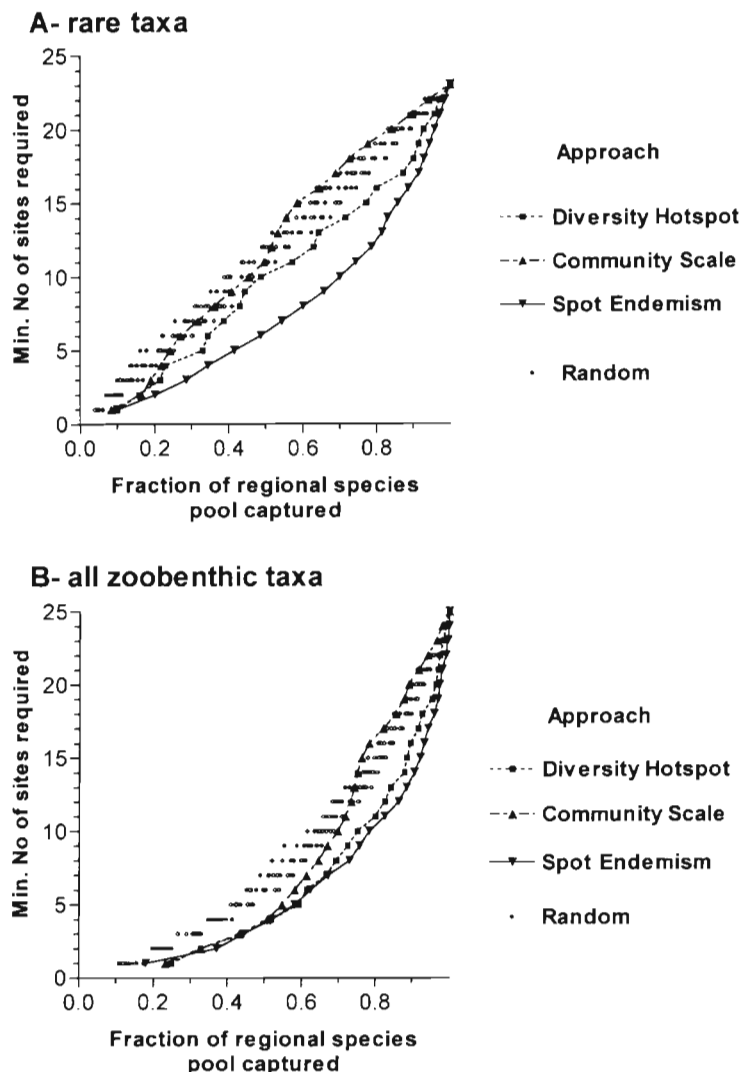 A- rare taxa
25
20
15
10
5
0
Min. No of sites required
0.0 0.2 0.4 0.6 0.8
Fraction of regional species
pool captured
Approach
Diversity Hotspot
Community Scale
Spot Endemism
Random
B- all zoobenthic taxa
25
20
15
10
5
0
Min. No of sites required
0.0 0.2 0.4 0.6 0.8
Fraction of regional species
pool captured
Approach
Diversity Hotspot
Community Scale
Spot Endemism
Random